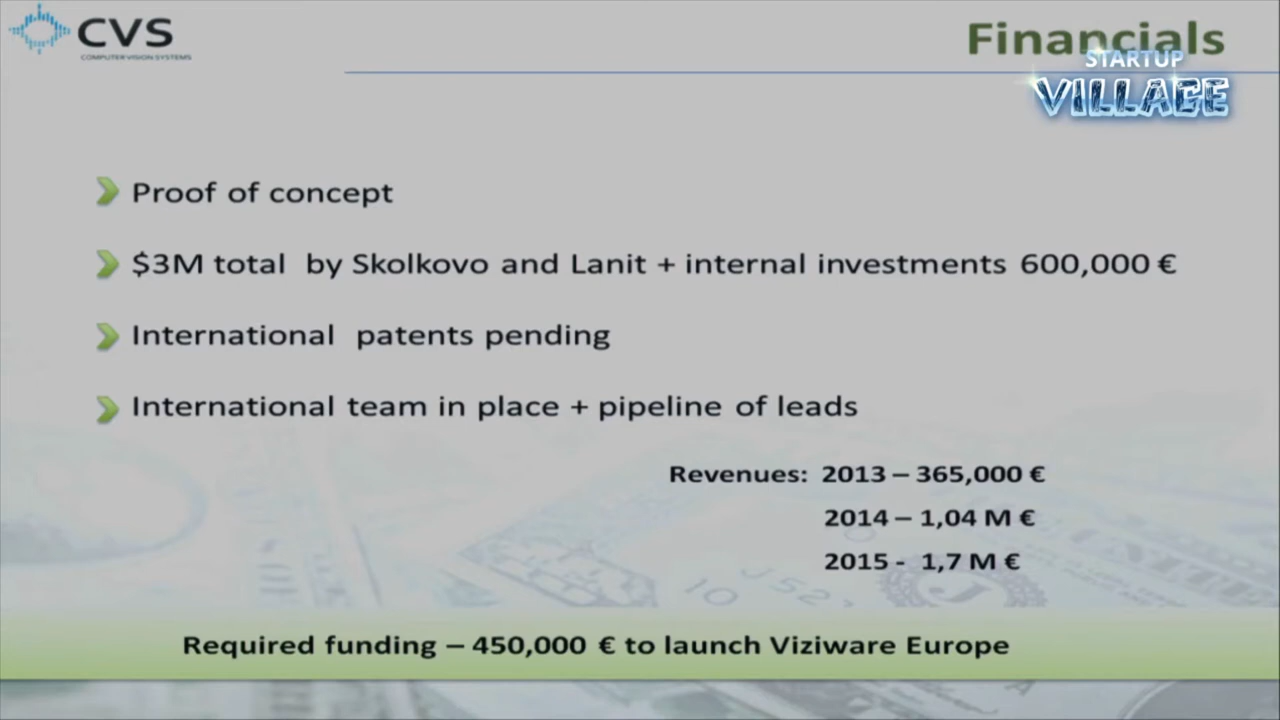 CVS
COMPUTER VISION SYSTEMS
Financials
STARTUP
VILLAGE
Proof of concept
$3M total by Skolkovo and Lanit + internal investments 600,000 €
International patents pending
International team in place + pipeline of leads
Revenues: 2013 – 365,000 €
2014 – 1,04 M €
2015 - 1,7 M €
Required funding – 450,000 € to launch Viziware Europe